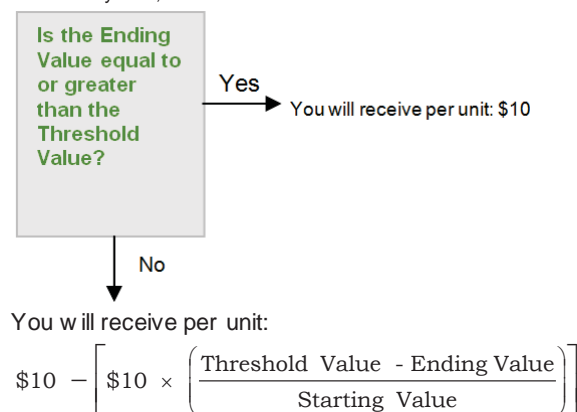 Is the Ending
Value equal to
or greater
than the
Threshold
Value?
Yes
You will receive per unit: $10
No
You will receive per unit:
$10 − [ $10 × ( Threshold Value - Ending Value / Starting Value ) ]